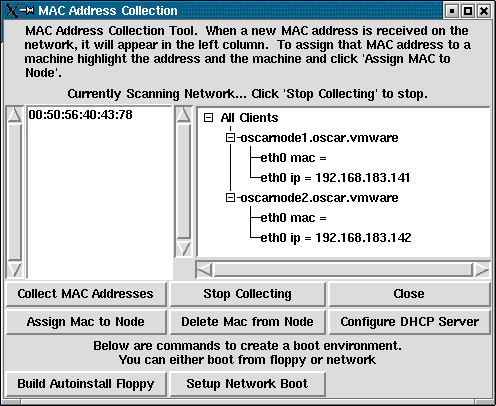 MAC Address Collection
MAC Address Collection Tool. When a new MAC address is received on the
network, it will appear in the left column. To assign that MAC address to a
machine highlight the address and the machine and click 'Assign MAC to
Node'.
Currently Scanning Network... Click 'Stop Collecting' to stop.
00:50:56:40:43:78
All Clients
oscarnode1.oscar.vmware
eth0 mac =
eth0 ip = 192.168.183.141
oscarnode2.oscar.vmware
eth0 mac =
eth0 ip = 192.168.183.142
Collect MAC Addresses
Stop Collecting
Close
Assign Mac to Node
Delete Mac from Node
Configure DHCP Server
Below are commands to create a boot environment.
You can either boot from floppy or network
Build Autoinstall Floppy
Setup Network Boot